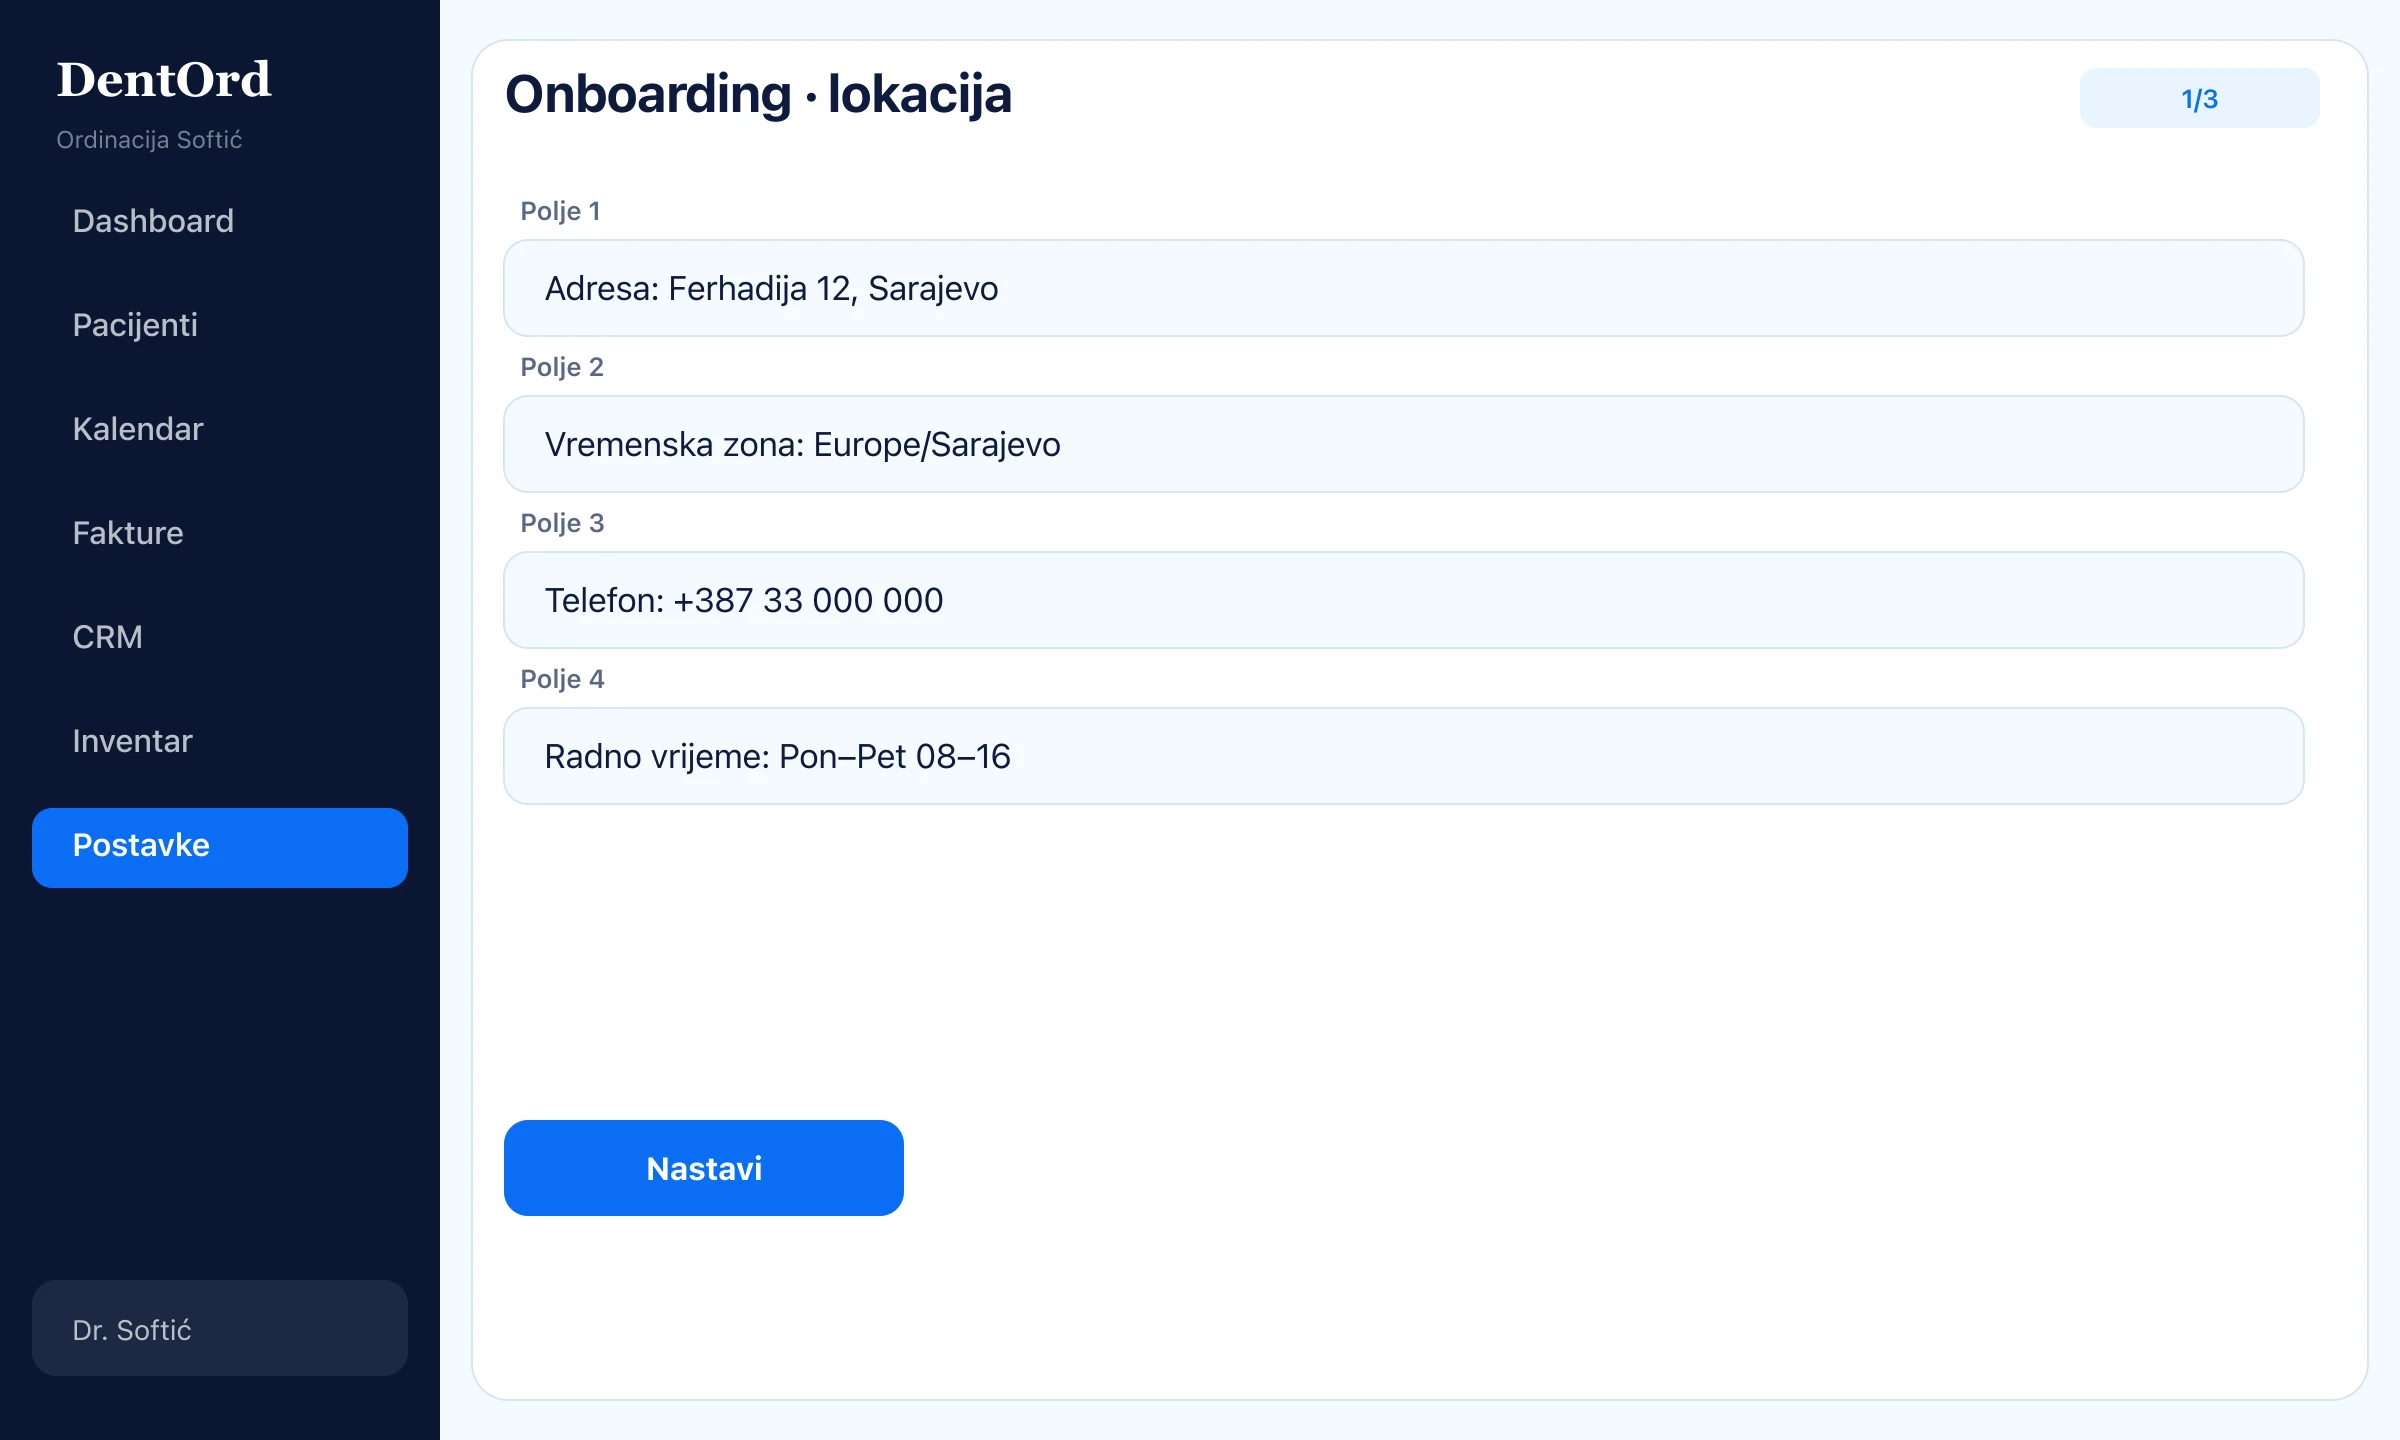 DentOrd
Ordinacija Softić
Dashboard
Pacijenti
Kalendar
Fakture
CRM
Inventar
Postavke
Dr. Softić
Onboarding · lokacija
1/3
Polje 1
Adresa: Ferhadija 12, Sarajevo
Polje 2
Vremenska zona: Europe/Sarajevo
Polje 3
Telefon: +387 33 000 000
Polje 4
Radno vrijeme: Pon–Pet 08–16
Nastavi